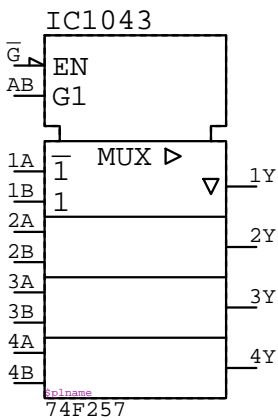 IC1043
G̅
EN
AB
G1
MUX
1A
1̅
1Y
1B
1
2A
2Y
2B
3A
3Y
3B
4A
4Y
4B
$plname
74F257